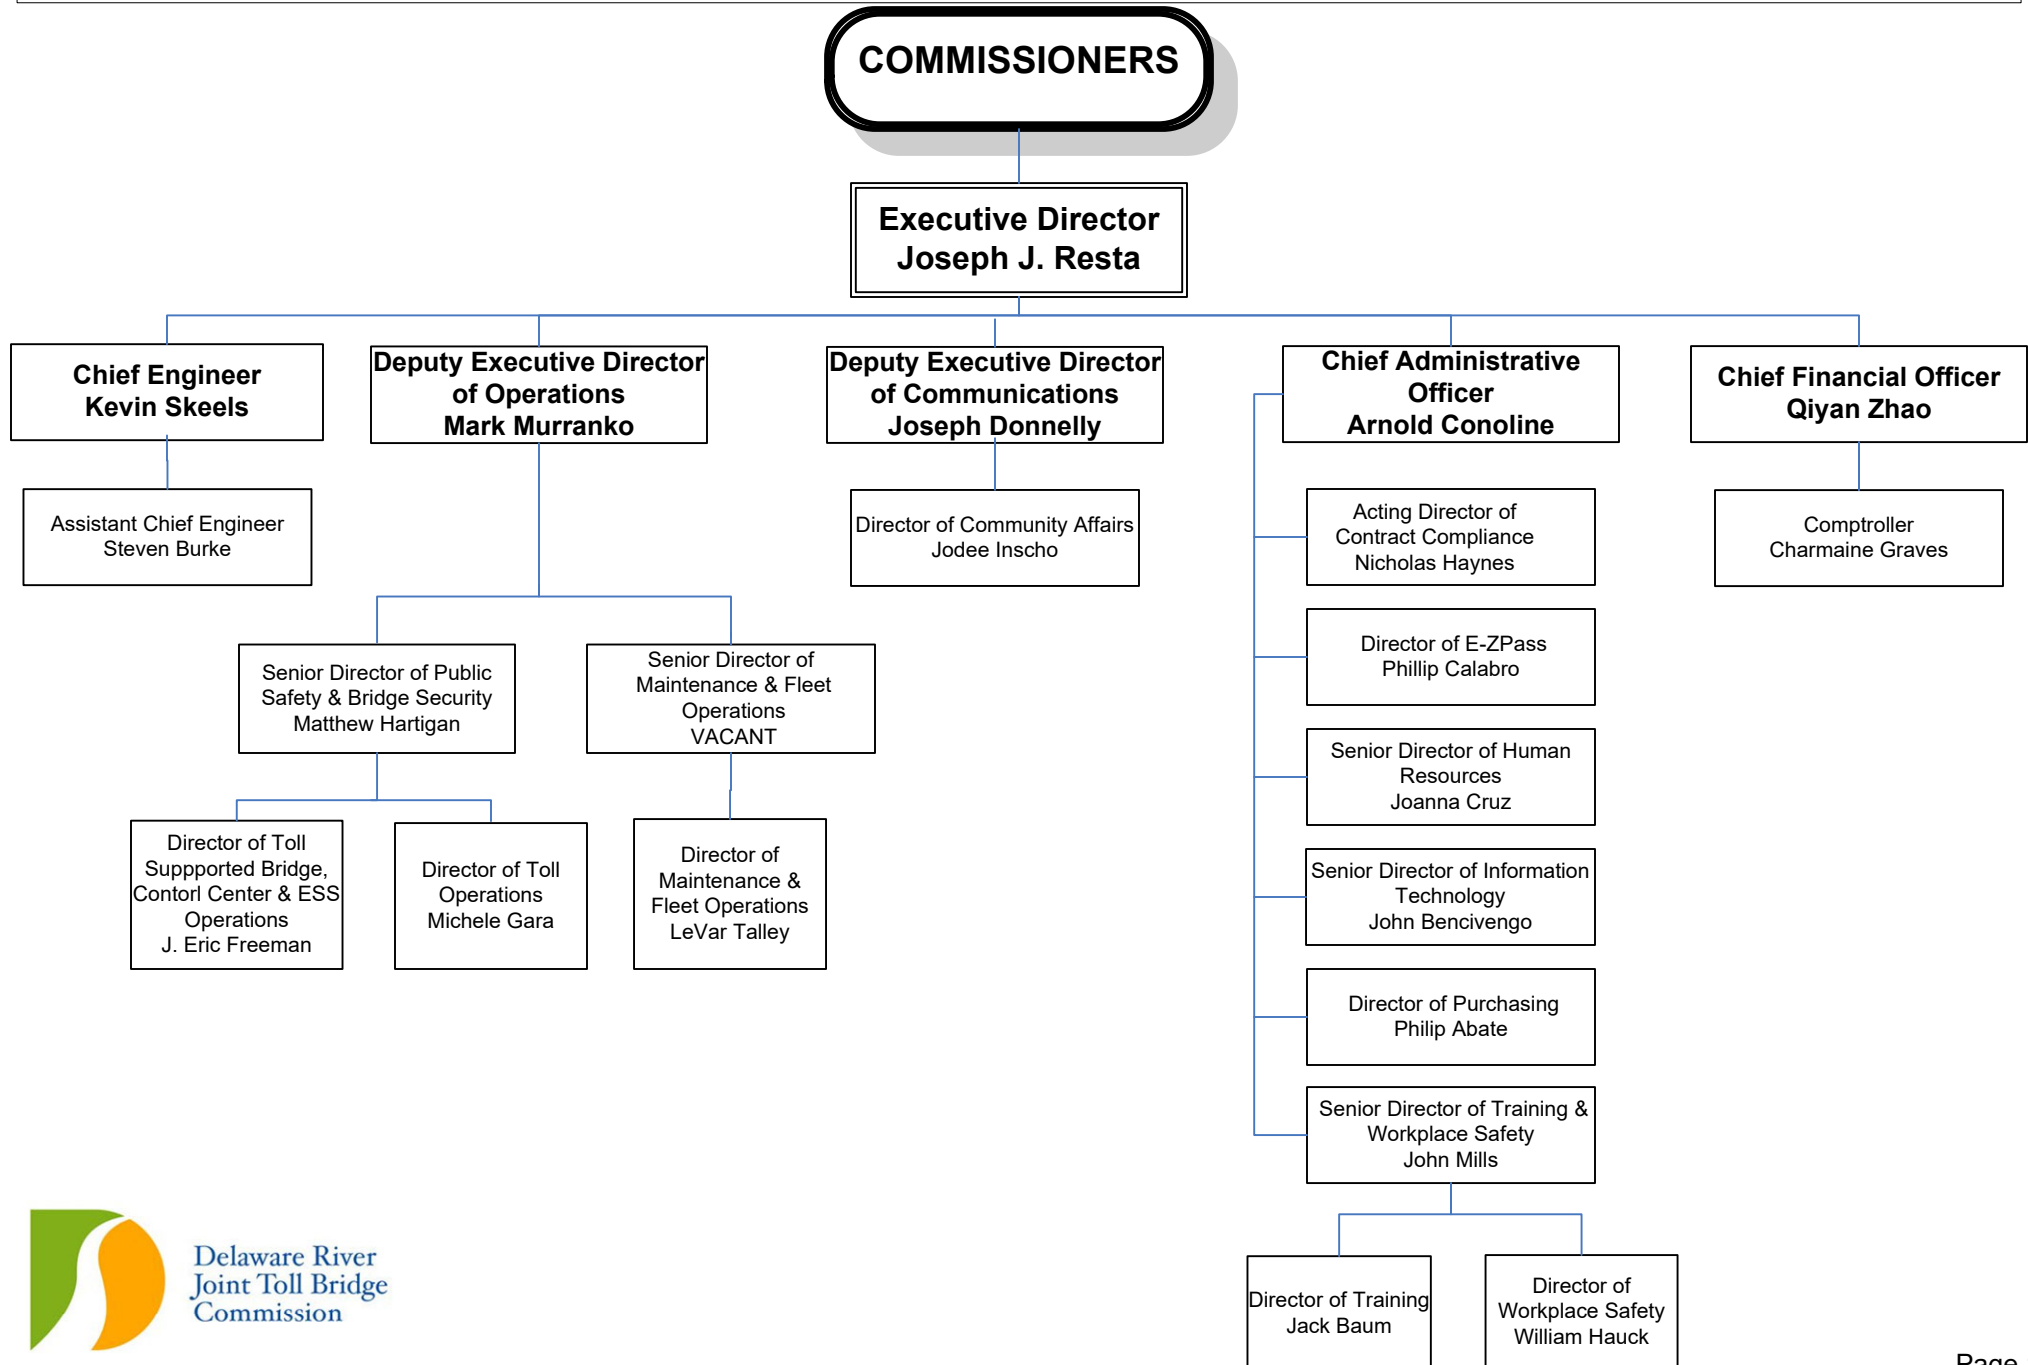 COMMISSIONERS
Executive Director
Joseph J. Resta
Chief Engineer
Kevin Skeels
Deputy Executive Director
of Operations
Mark Murranko
Deputy Executive Director
of Communications
Joseph Donnelly
Chief Administrative
Officer
Arnold Conoline
Chief Financial Officer
Qiyan Zhao
Assistant Chief Engineer
Steven Burke
Director of Community Affairs
Jodee Inscho
Acting Director of
Contract Compliance
Nicholas Haynes
Comptroller
Charmaine Graves
Senior Director of Public
Safety & Bridge Security
Matthew Hartigan
Senior Director of
Maintenance & Fleet
Operations
VACANT
Director of E-ZPass
Phillip Calabro
Senior Director of Human
Resources
Joanna Cruz
Director of Toll
Suppported Bridge,
Contorl Center & ESS
Operations
J. Eric Freeman
Director of Toll
Operations
Michele Gara
Director of
Maintenance &
Fleet Operations
LeVar Talley
Senior Director of Information
Technology
John Bencivengo
Director of Purchasing
Philip Abate
Senior Director of Training &
Workplace Safety
John Mills
Director of Training
Jack Baum
Director of
Workplace Safety
William Hauck
Delaware River
Joint Toll Bridge
Commission
Page